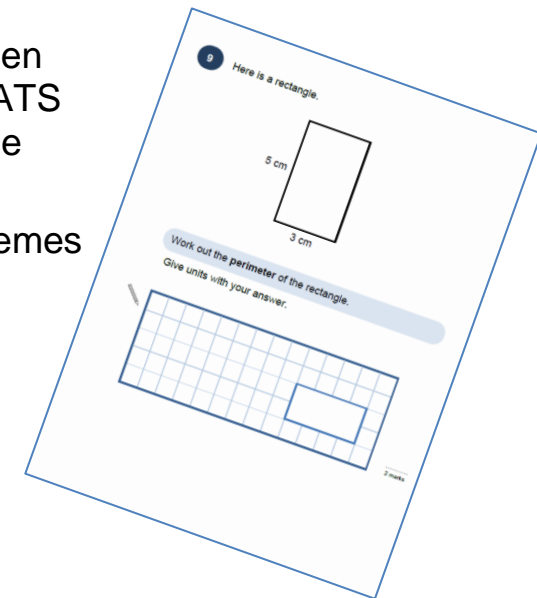 en
ATS
e
emes
9
Here is a rectangle.
5 cm
3 cm
Work out the perimeter of the rectangle.
Give units with your answer.
2 marks